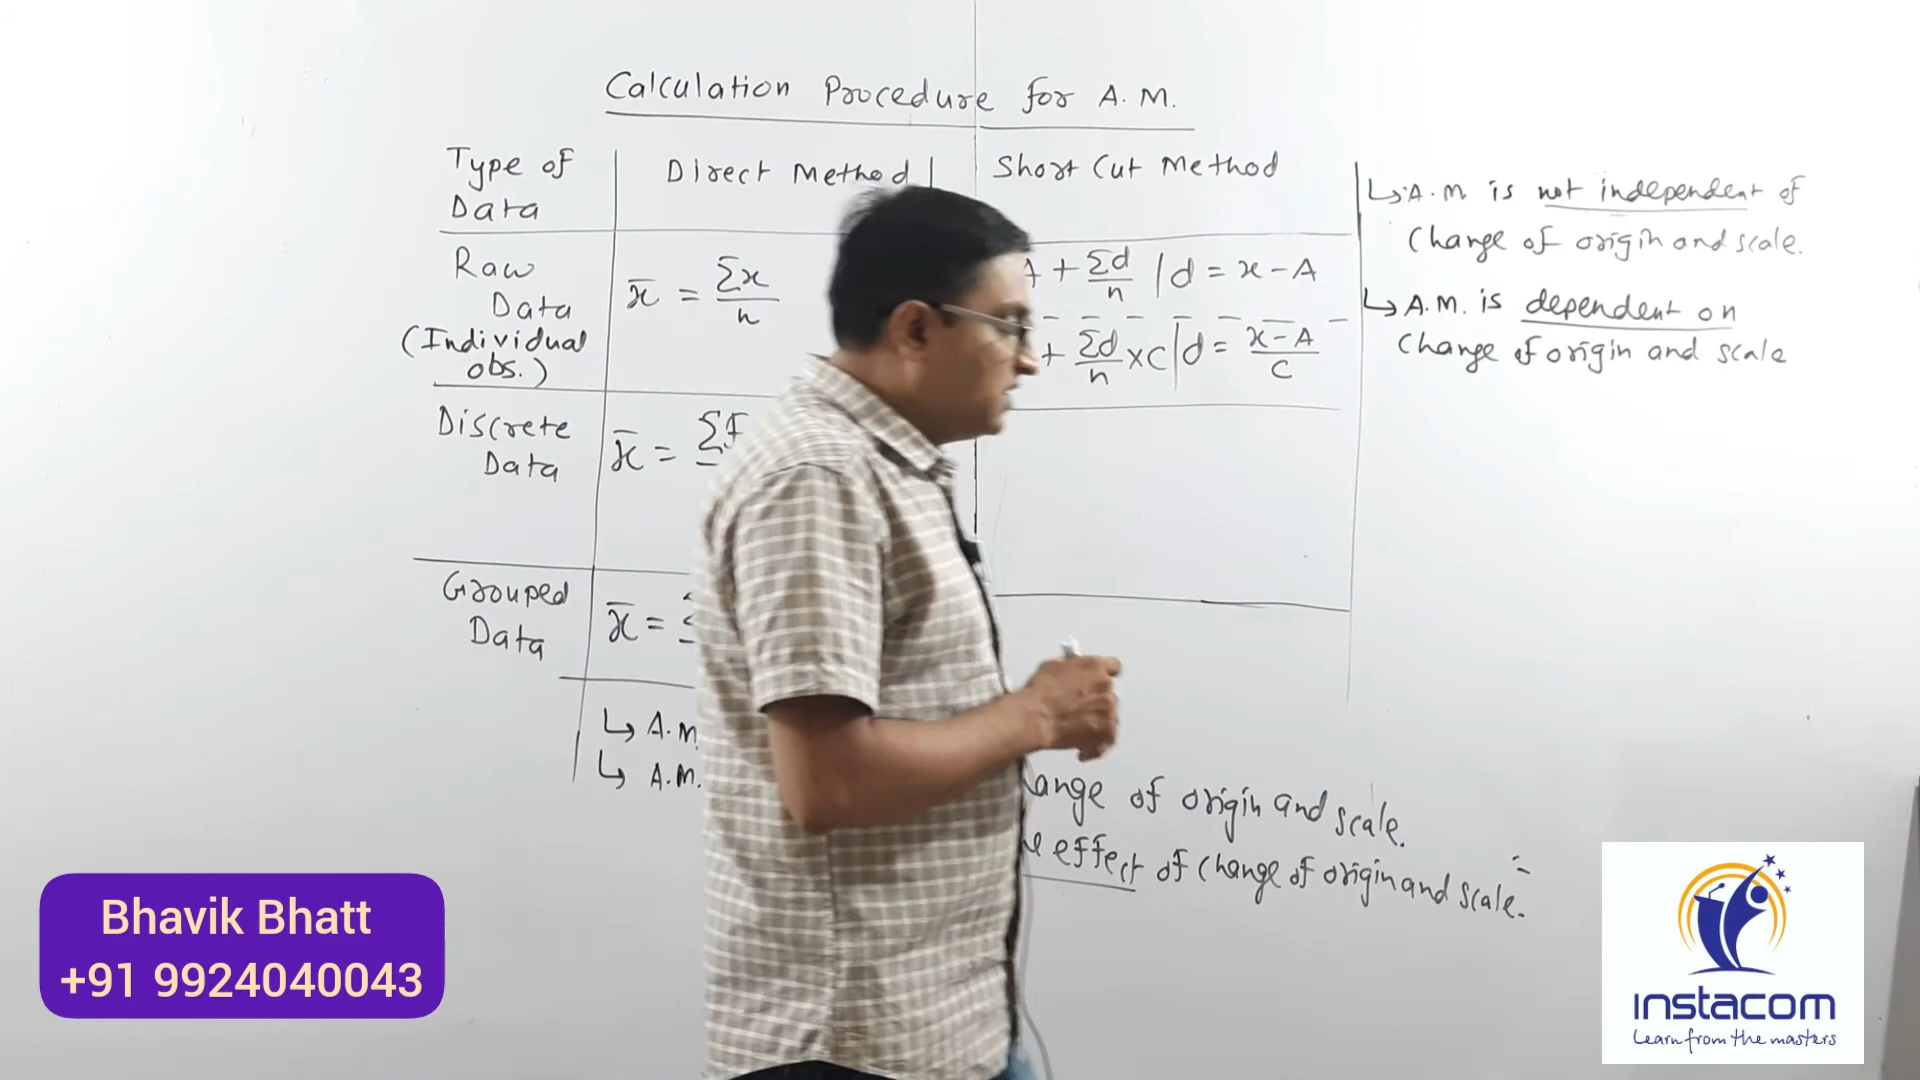 Calculation Procedure for A.M.
Type of Data
Direct Method
Short Cut Method
Raw Data
(Individual obs.)
x̄ = Σx/n
+ Σd/n | d = x - A
+ Σd/n × C | d = (x - A)/C
Discrete Data
x̄ = Σf
Grouped Data
x̄ =
↳ A.M.
↳ A.M.
change of origin and scale.
effect of change of origin and scale.
↳ A.M is not independent of
change of origin and scale.
↳ A.M. is dependent on
change of origin and scale
Bhavik Bhatt
+91 9924040043
instacom
Learn from the masters